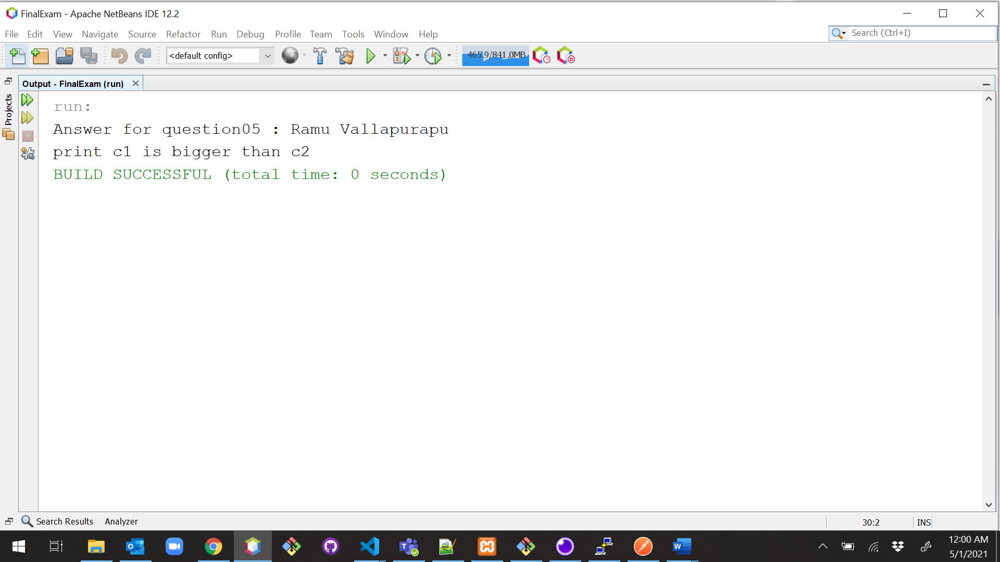 FinalExam - Apache NetBeans IDE 12.2
File Edit View Navigate Source Refactor Run Debug Profile Team Tools Window Help
Search (Ctrl+I)
<default config>
465.9/841.0MB
Output - FinalExam (run)
Projects
run:
Answer for question05 : Ramu Vallapurapu
print c1 is bigger than c2
BUILD SUCCESSFUL (total time: 0 seconds)
Search Results Analyzer
30:2 INS
12:00 AM
5/1/2021